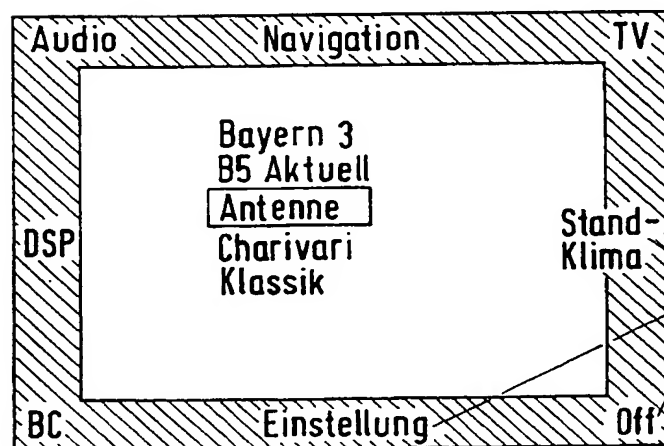 Audio Navigation TV
Bayern 3
B5 Aktuell
Antenne
Charivari
Klassik
DSP
Stand-
Klima
BC Einstellung Off